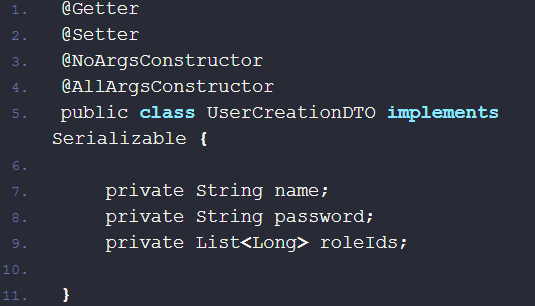 1. @Getter
2. @Setter
3. @NoArgsConstructor
4. @AllArgsConstructor
5. public class UserCreationDTO implements
Serializable {
6.
7. private String name;
8. private String password;
9. private List<Long> roleIds;
10.
11. }